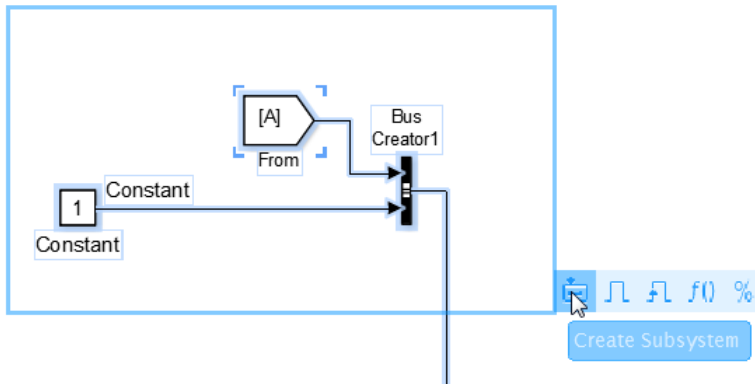 [A]
From
Bus
Creator1
Constant
1
Constant
f()
%
Create Subsystem